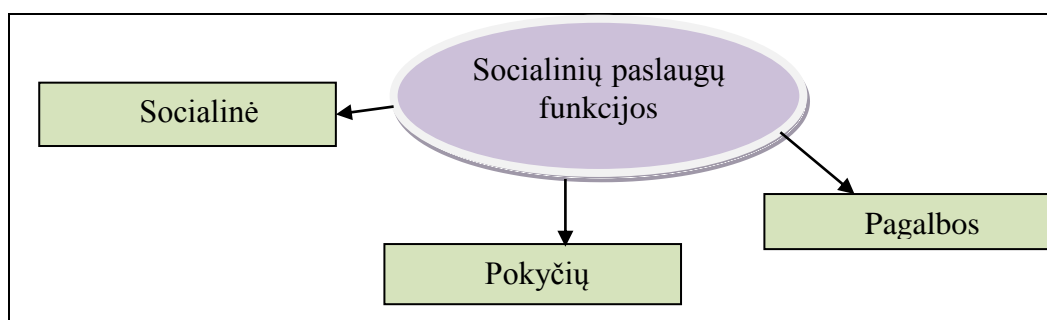 Socialinių paslaugų
funkcijos
Socialinė
Pagalbos
Pokyčių